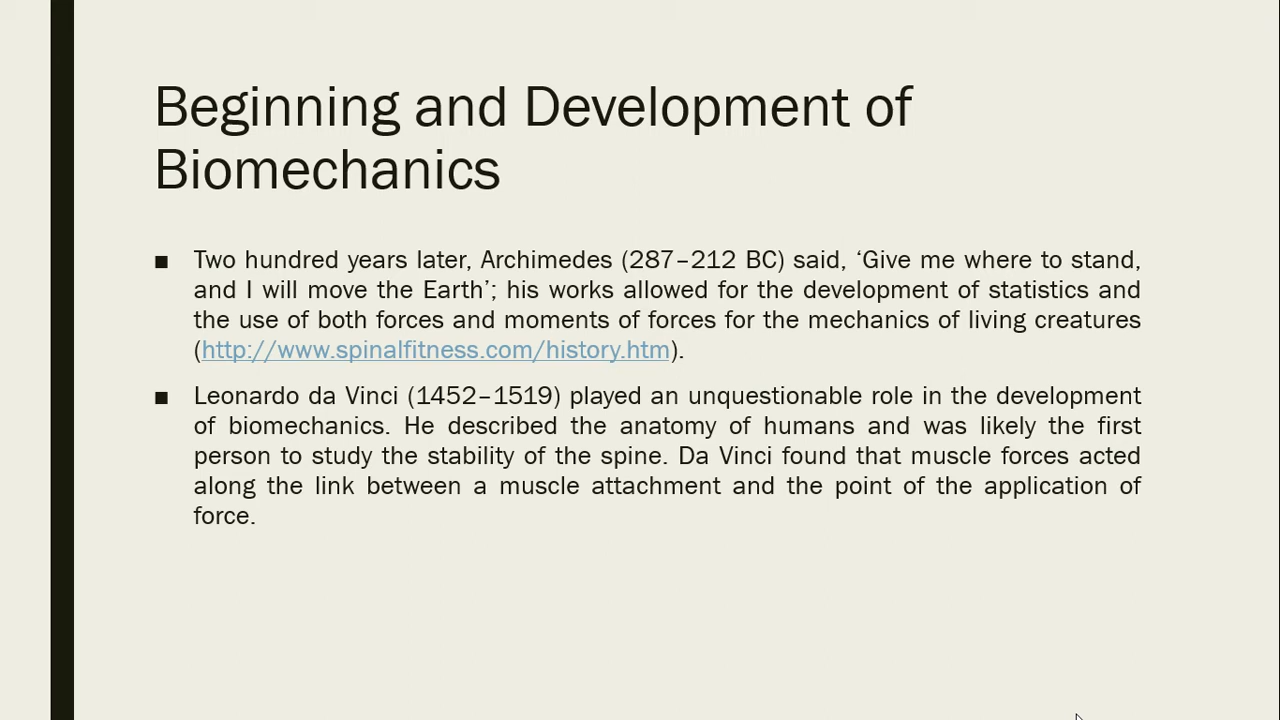 Beginning and Development of
Biomechanics
■ Two hundred years later, Archimedes (287–212 BC) said, ‘Give me where to stand,
and I will move the Earth’; his works allowed for the development of statistics and
the use of both forces and moments of forces for the mechanics of living creatures
(http://www.spinalfitness.com/history.htm).
■ Leonardo da Vinci (1452–1519) played an unquestionable role in the development
of biomechanics. He described the anatomy of humans and was likely the first
person to study the stability of the spine. Da Vinci found that muscle forces acted
along the link between a muscle attachment and the point of the application of
force.